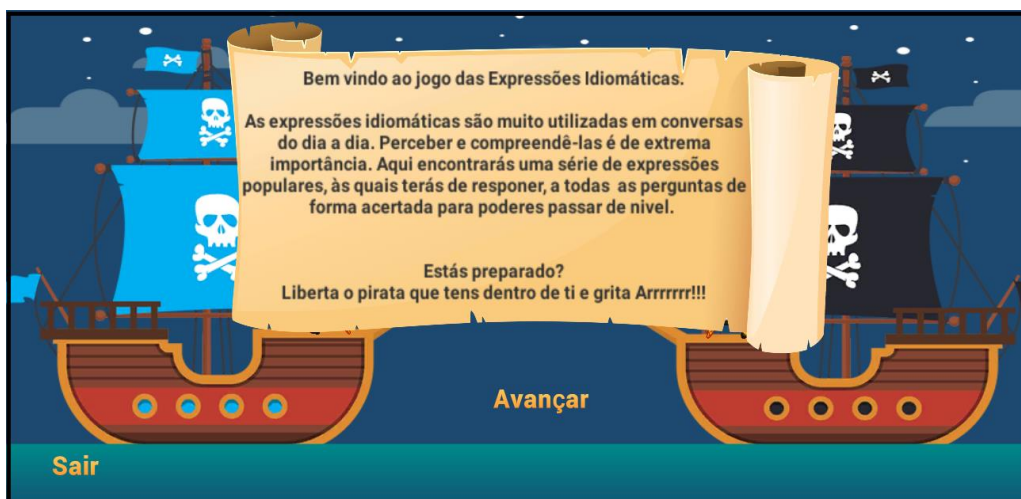 Bem vindo ao jogo das Expressões Idiomáticas.
As expressões idiomáticas são muito utilizadas em conversas
do dia a dia. Perceber e compreendê-las é de extrema
importância. Aqui encontrarás uma série de expressões
populares, às quais terás de responer, a todas as perguntas de
forma acertada para poderes passar de nivel.
Estás preparado?
Liberta o pirata que tens dentro de ti e grita Arrrrrrr!!!
Avançar
Sair